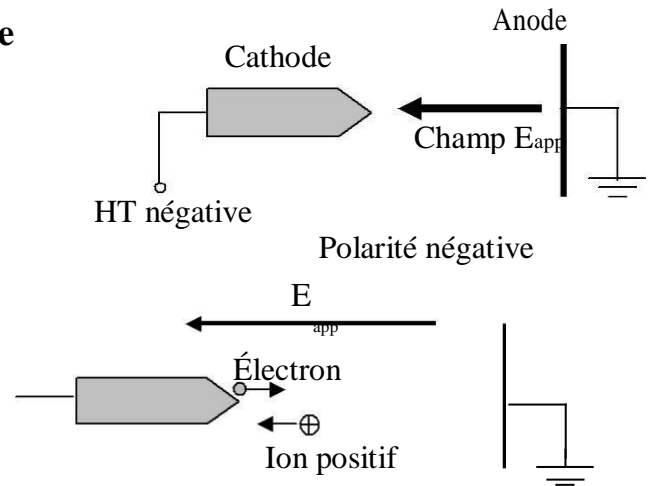 e
Anode
Cathode
Champ Eapp
HT négative
Polarité négative
E
app
Électron
Ion positif